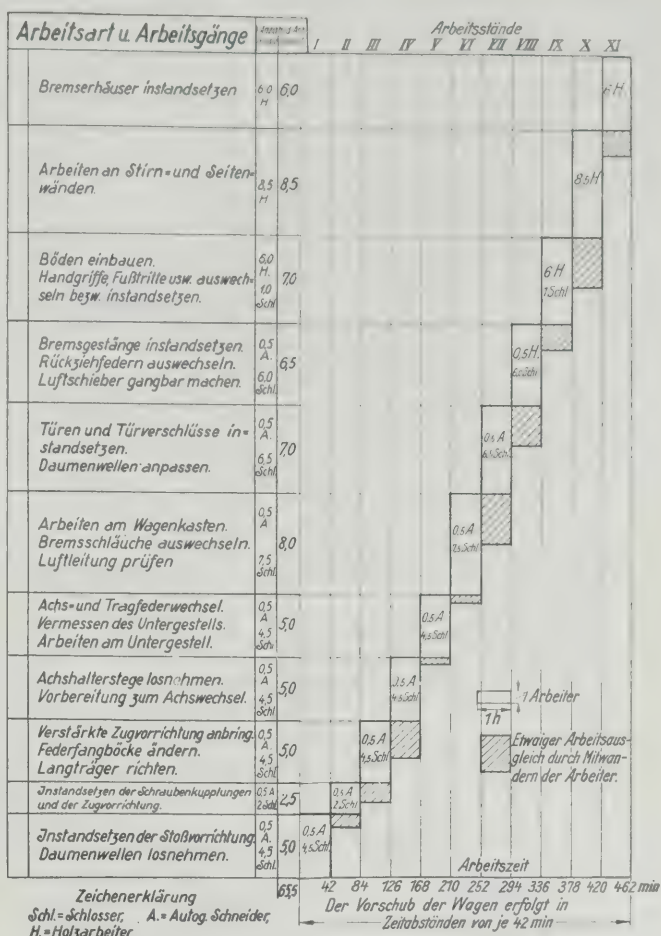 Arbeitsart u. Arbeitsgänge
Arbeitsstände
I II III IV V VI VII VIII IX X XI
Bremserhäuser instandsetzen
6,0
H
6,0
6 H
Arbeiten an Stirn= und Seiten=
wänden.
8,5
H
8,5
8,5 H
Böden einbauen.
Handgriffe, Fußtritte usw. auswech=
seln bezw. instandsetzen.
6,0
H.
1,0
Schl
7,0
6 H
1 Schl
Bremsgestänge instandsetzen.
Rückziehfedern auswechseln.
Luftschieber gangbar machen.
0,5
A.
6,0
Schl.
6,5
0,5 H.
6,0 Schl
Türen und Türverschlüsse in=
standsetzen.
Daumenwellen anpassen.
0,5
A.
6,5
Schl.
7,0
0,5 A
6,5 Schl.
Arbeiten am Wagenkasten.
Bremsschläuche auswechseln.
Luftleitung prüfen
0,5
A
7,5
Schl.
8,0
0,5 A
7,5 Schl
Achs= und Tragfederwechsel.
Vermessen des Untergestells.
Arbeiten am Untergestell.
0,5
A
4,5
Schl.
5,0
0,5 A
4,5 Schl
Achshalterstege losnehmen.
Vorbereitung zum Achswechsel.
0,5
A
4,5
Schl.
5,0
0,5 A
4,5 Schl
1 Arbeiter
1h
Verstärkte Zugvorrichtung anbring.
Federfangböcke ändern.
Langträger richten.
0,5
A.
4,5
Schl
5,0
0,5 A
4,5 Schl
Etwaiger Arbeitsaus=
gleich durch Mitwan=
dern der Arbeiter.
Instandsetzen der Schraubenkupplungen
und der Zugvorrichtung.
0,5 A
2 Schl.
2,5
0,5 A
2 Schl
Instandsetzen der Stoßvorrichtung.
Daumenwellen losnehmen.
0,5
A.
4,5
Schl.
5,0
0,5 A
4,5 Schl
Arbeitszeit
65,5
42 84 126 168 210 252 294 336 378 420 462 min
Zeichenerklärung
Schl.= Schlosser, A.= Autog. Schneider,
H.= Holzarbeiter
Der Vorschub der Wagen erfolgt in
Zeitabständen von je 42 min